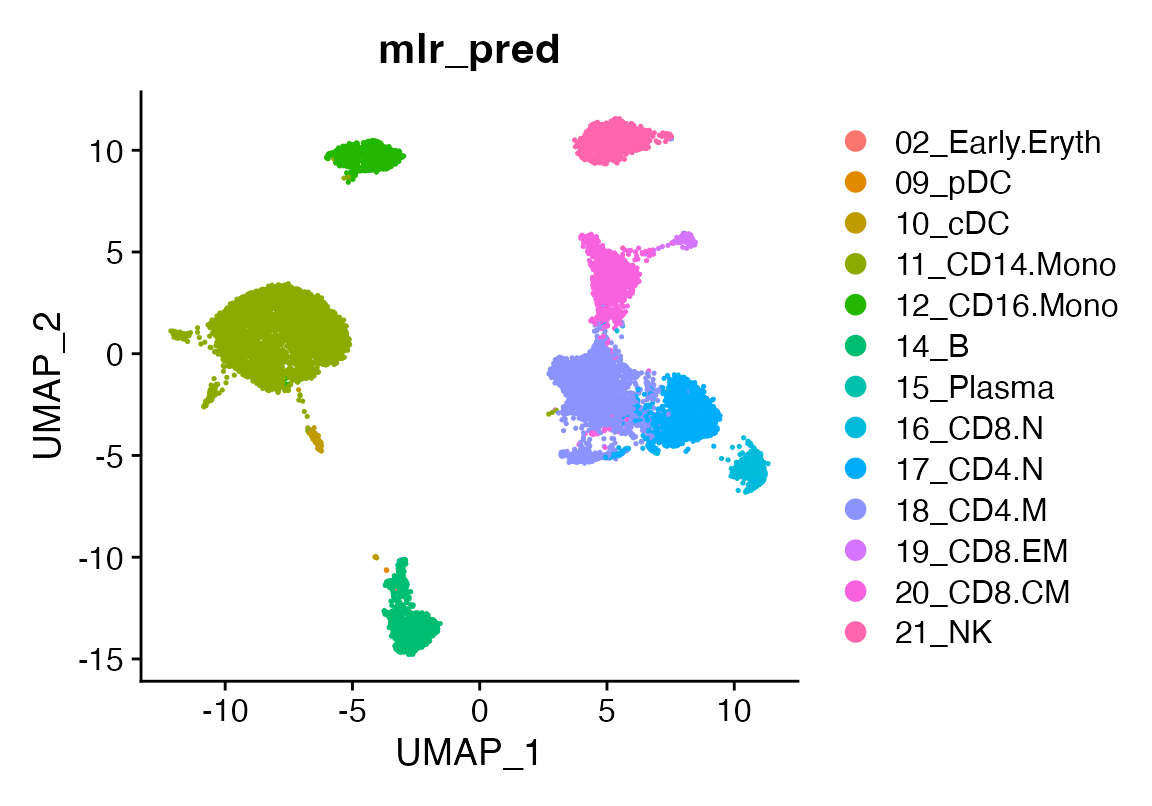 mlr_pred
UMAP_2
10
5
0
-5
-10
-15
-10
-5
0
5
10
UMAP_1
02_Early.Eryth
09_pDC
10_cDC
11_CD14.Mono
12_CD16.Mono
14_B
15_Plasma
16_CD8.N
17_CD4.N
18_CD4.M
19_CD8.EM
20_CD8.CM
21_NK